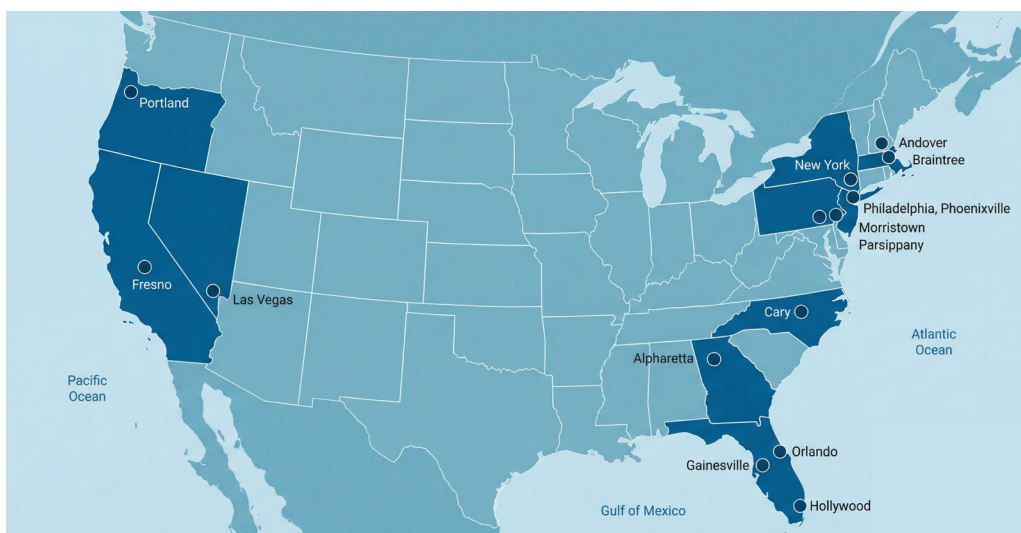 Portland
Andover
Braintree
New York
Philadelphia, Phoenixville
Morristown
Parsippany
Fresno
Las Vegas
Cary
Atlantic
Ocean
Alpharetta
Pacific
Ocean
Orlando
Gainesville
Hollywood
Gulf of Mexico